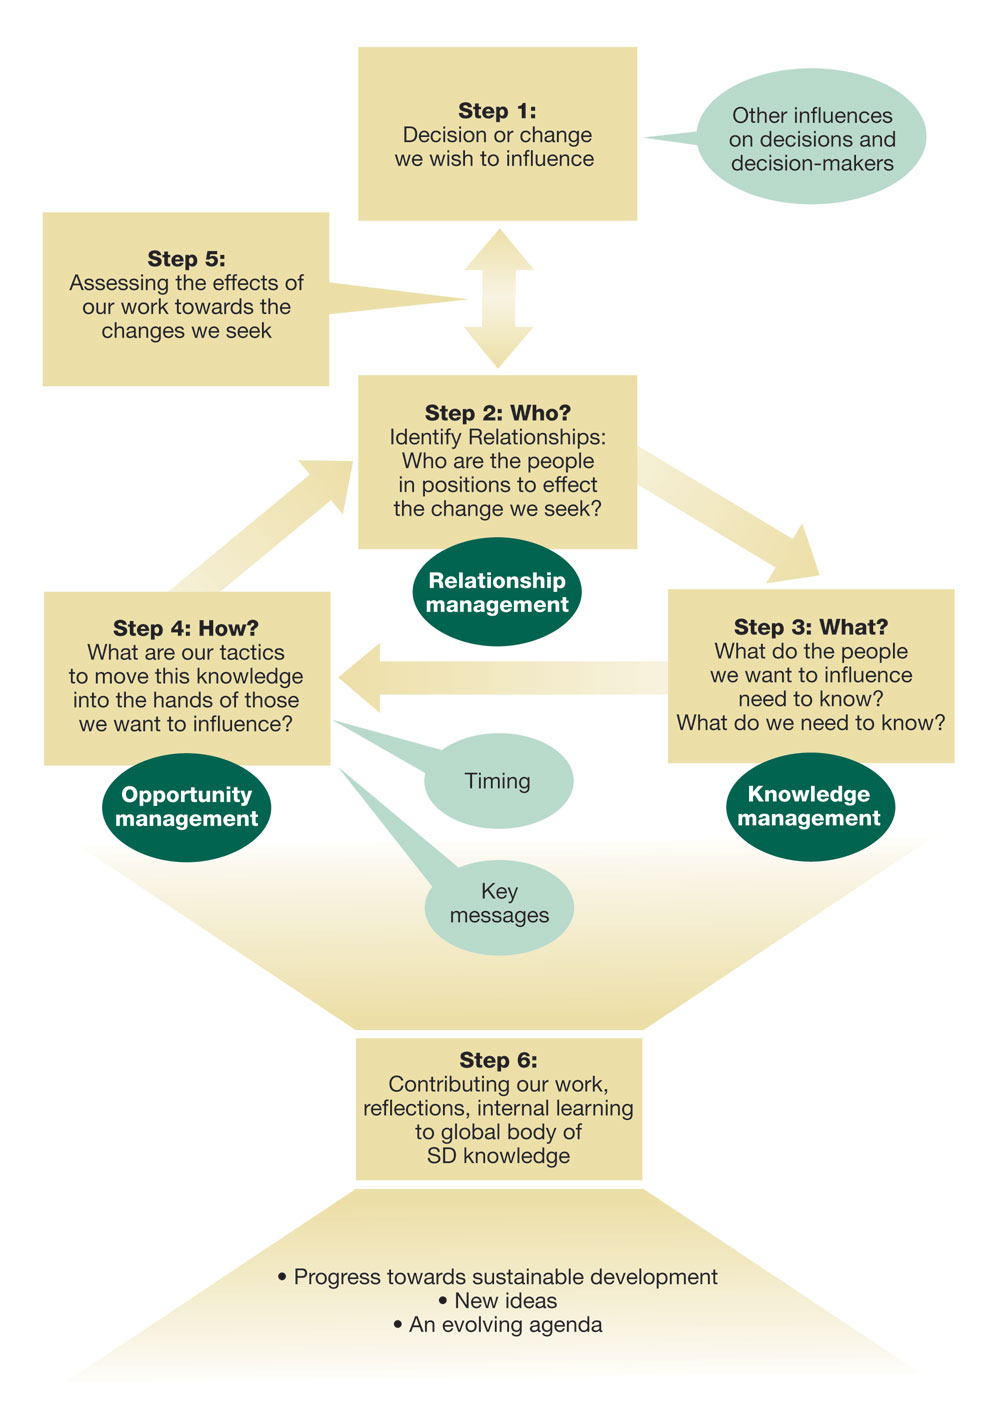 Step 1:
Decision or change
we wish to influence
Other influences
on decisions and
decision-makers
Step 5:
Assessing the effects of
our work towards the
changes we seek
Step 2: Who?
Identify Relationships:
Who are the people
in positions to effect
the change we seek?
Relationship
management
Step 4: How?
What are our tactics
to move this knowledge
into the hands of those
we want to influence?
Opportunity
management
Step 3: What?
What do the people
we want to influence
need to know?
What do we need to know?
Knowledge
management
Timing
Key
messages
Step 6:
Contributing our work,
reflections, internal learning
to global body of
SD knowledge
• Progress towards sustainable development
• New ideas
• An evolving agenda